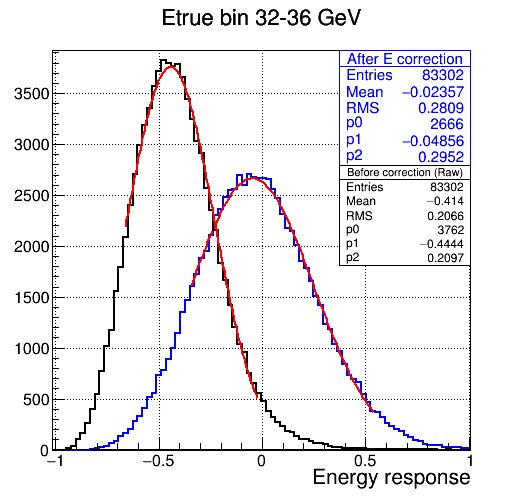 Etrue bin 32-36 GeV
After E correction
Entries 83302
Mean −0.02357
RMS 0.2809
p0 2666
p1 −0.04856
p2 0.2952
Before correction (Raw)
Entries 83302
Mean −0.414
RMS 0.2066
p0 3762
p1 −0.4444
p2 0.2097
3500
3000
2500
2000
1500
1000
500
0
−1 −0.5 0 0.5 1
Energy response